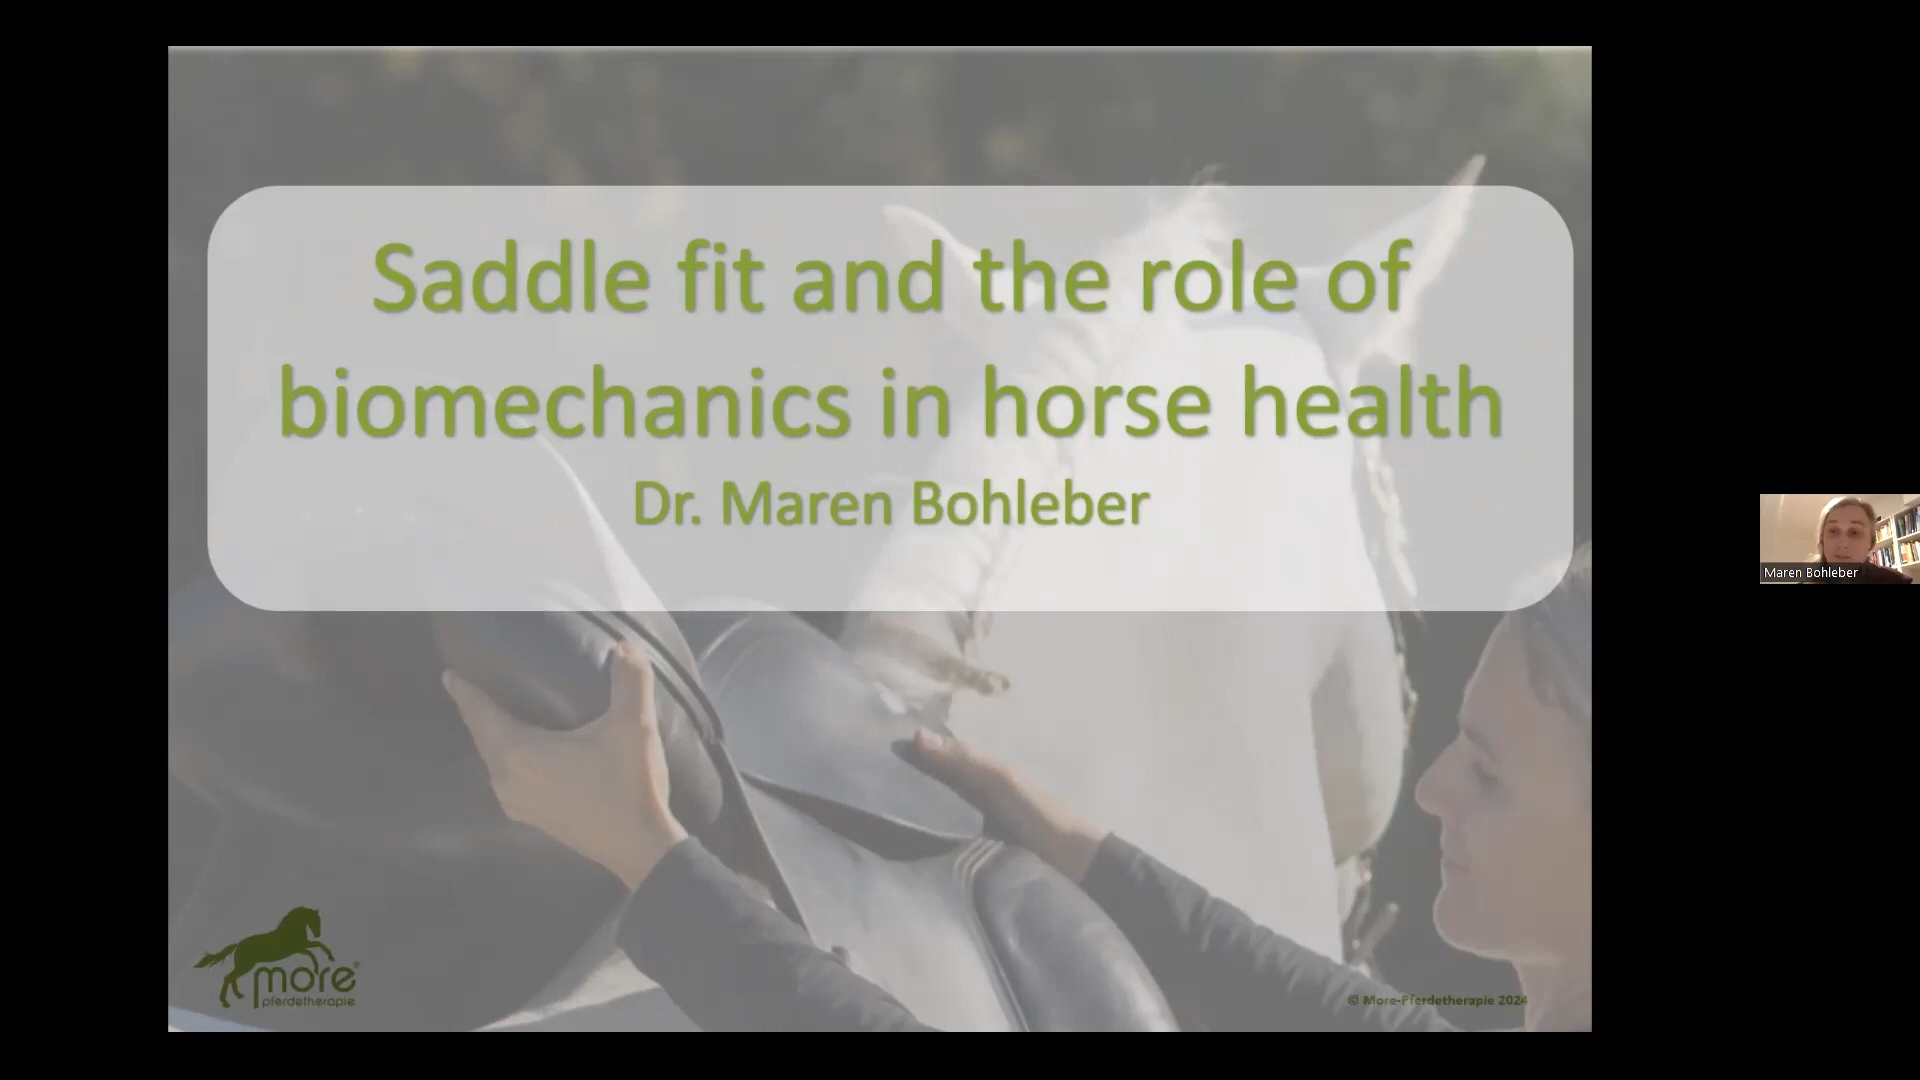 Saddle fit and the role of
biomechanics in horse health
Dr. Maren Bohleber
Maren Bohleber
more®
pferdetherapie
© More-Pferdetherapie 2024